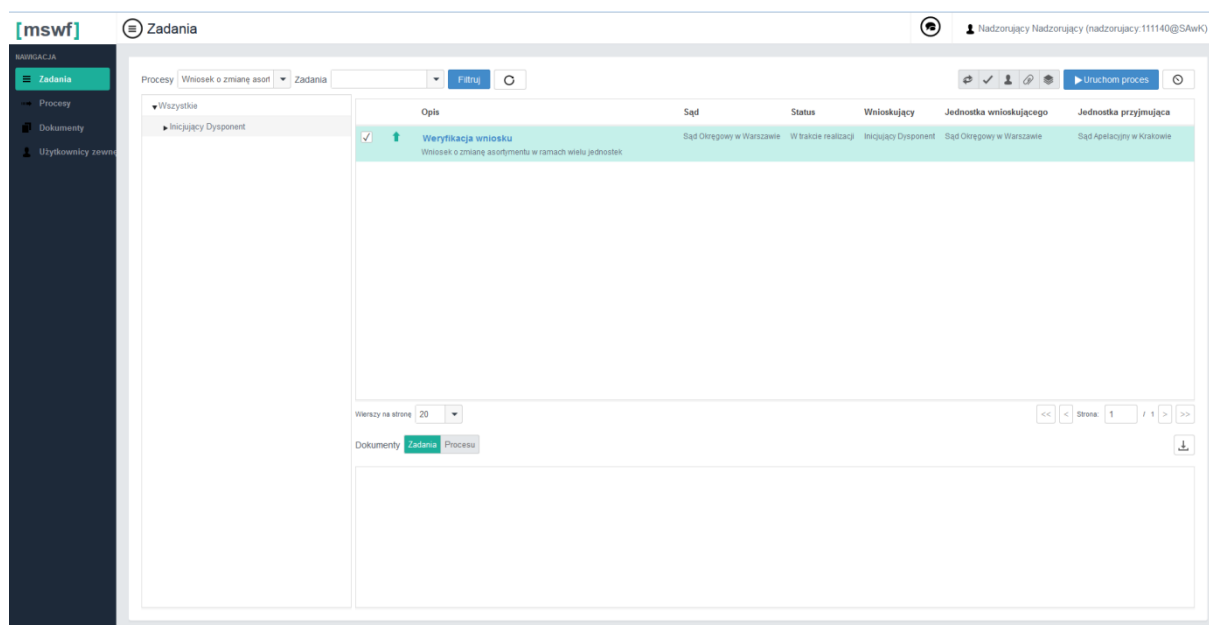 [mswf]
Zadania
Nadzorujący Nadzorujący (nadzorujacy.111140@SAwK)
NAWIGACJA
Zadania
Procesy
Dokumenty
Użytkownicy zewnę
Procesy Wniosek o zmianę asort Zadania Filtruj Uruchom proces
Wszystkie
Inicjujący Dysponent
Opis Sąd Status Wnioskujący Jednostka wnioskującego Jednostka przyjmująca
Weryfikacja wniosku Sąd Okręgowy w Warszawie W trakcie realizacji Inicjujący Dysponent Sąd Okręgowy w Warszawie Sąd Apelacyjny w Krakowie
Wniosek o zmianę asortymentu w ramach wielu jednostek
Wierszy na stronę 20 << < Strona: 1 / 1 > >>
Dokumenty Zadania Procesu